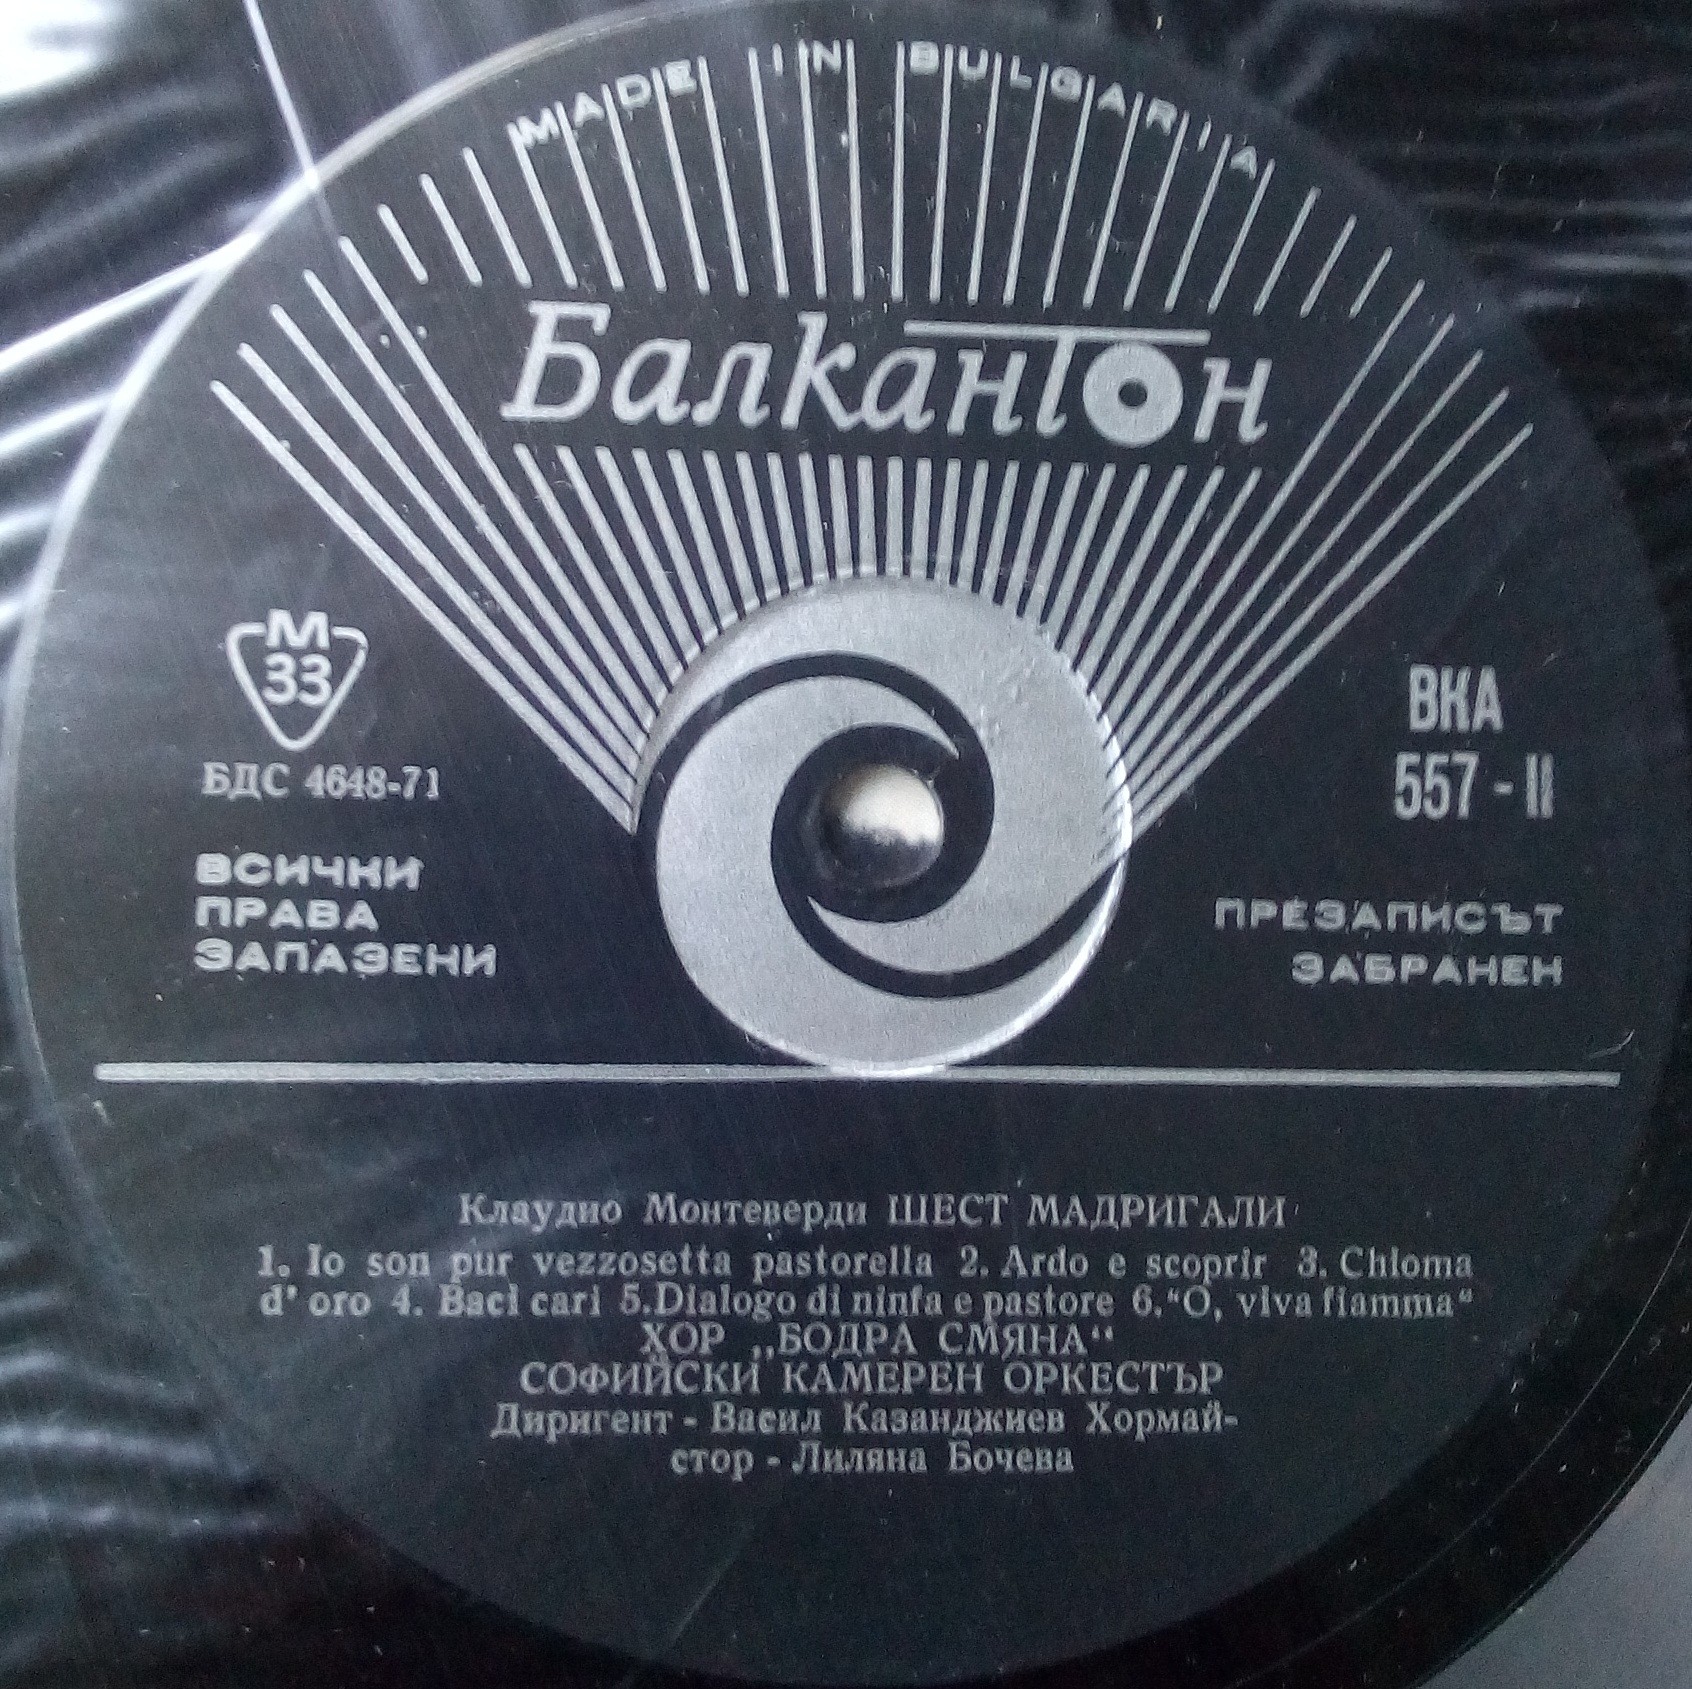 MADE IN BULGARIA
Балкантон
М
33
БДС 4648-71
ВСИЧКИ
ПРАВА
ЗАПАЗЕНИ
ВКА
557 - II
ПРЕЗАПИСЪТ
ЗАБРАНЕН
Клаудио Монтеверди ШЕСТ МАДРИГАЛИ
1. Io son pur vezzosetta pastorella 2. Ardo e scoprir 3. Chioma
d' oro 4. Baci cari 5.Dialogo di ninfa e pastore 6.“O, viva fiamma“
ХОР „БОДРА СМЯНА“
СОФИЙСКИ КАМЕРЕН ОРКЕСТЪР
Диригент - Васил Казанджиев Хормай-
стор - Лиляна Бочева